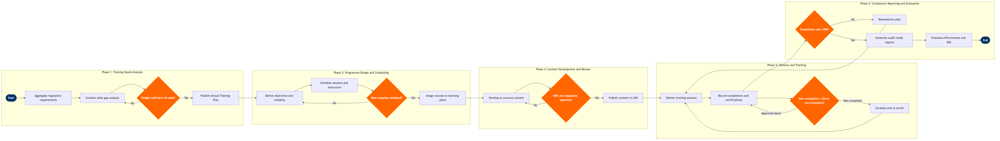 Phase 1: Training Needs Analysis
Start
Aggregate regulatory
requirements
Conduct skills gap analysis
Budget sufficient for plan?
No
Yes
Publish Annual Training
Plan
Phase 2: Programme Design and Scheduling
Define objectives and
modality
Schedule sessions and
instructors
Role mapping validated?
No
Yes
Assign courses to learning
plans
Phase 3: Content Development and Review
Develop or procure content
SME and regulatory
approval?
No
Yes
Publish content to LMS
Phase 4: Delivery and Tracking
Deliver training sessions
Record completions and
certifications
Non-completion: LOA or
non-compliant?
Approved leave
Non-compliant
Escalate and re-enroll
Phase 5: Compliance Reporting and Evaluation
Compliance rate ≥98%?
No
Remediation plan
Yes
Generate audit-ready
reports
Evaluate effectiveness and
ROI
End